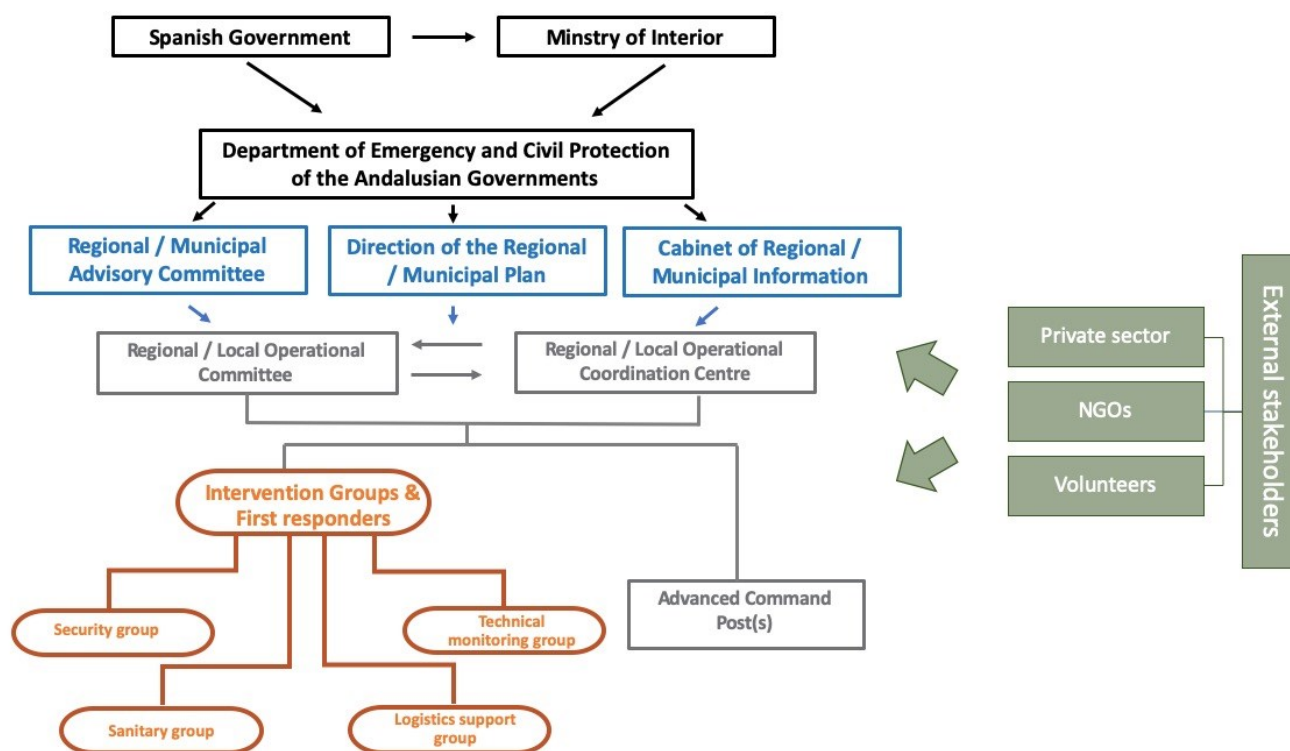 Spanish Government
Minstry of Interior
Department of Emergency and Civil Protection
of the Andalusian Governments
Regional / Municipal
Advisory Committee
Direction of the Regional
/ Municipal Plan
Cabinet of Regional /
Municipal Information
Regional / Local Operational
Committee
Regional / Local Operational
Coordination Centre
Intervention Groups &
First responders
Security group
Technical
monitoring group
Sanitary group
Logistics support
group
Advanced Command
Post(s)
Private sector
NGOs
Volunteers
External stakeholders